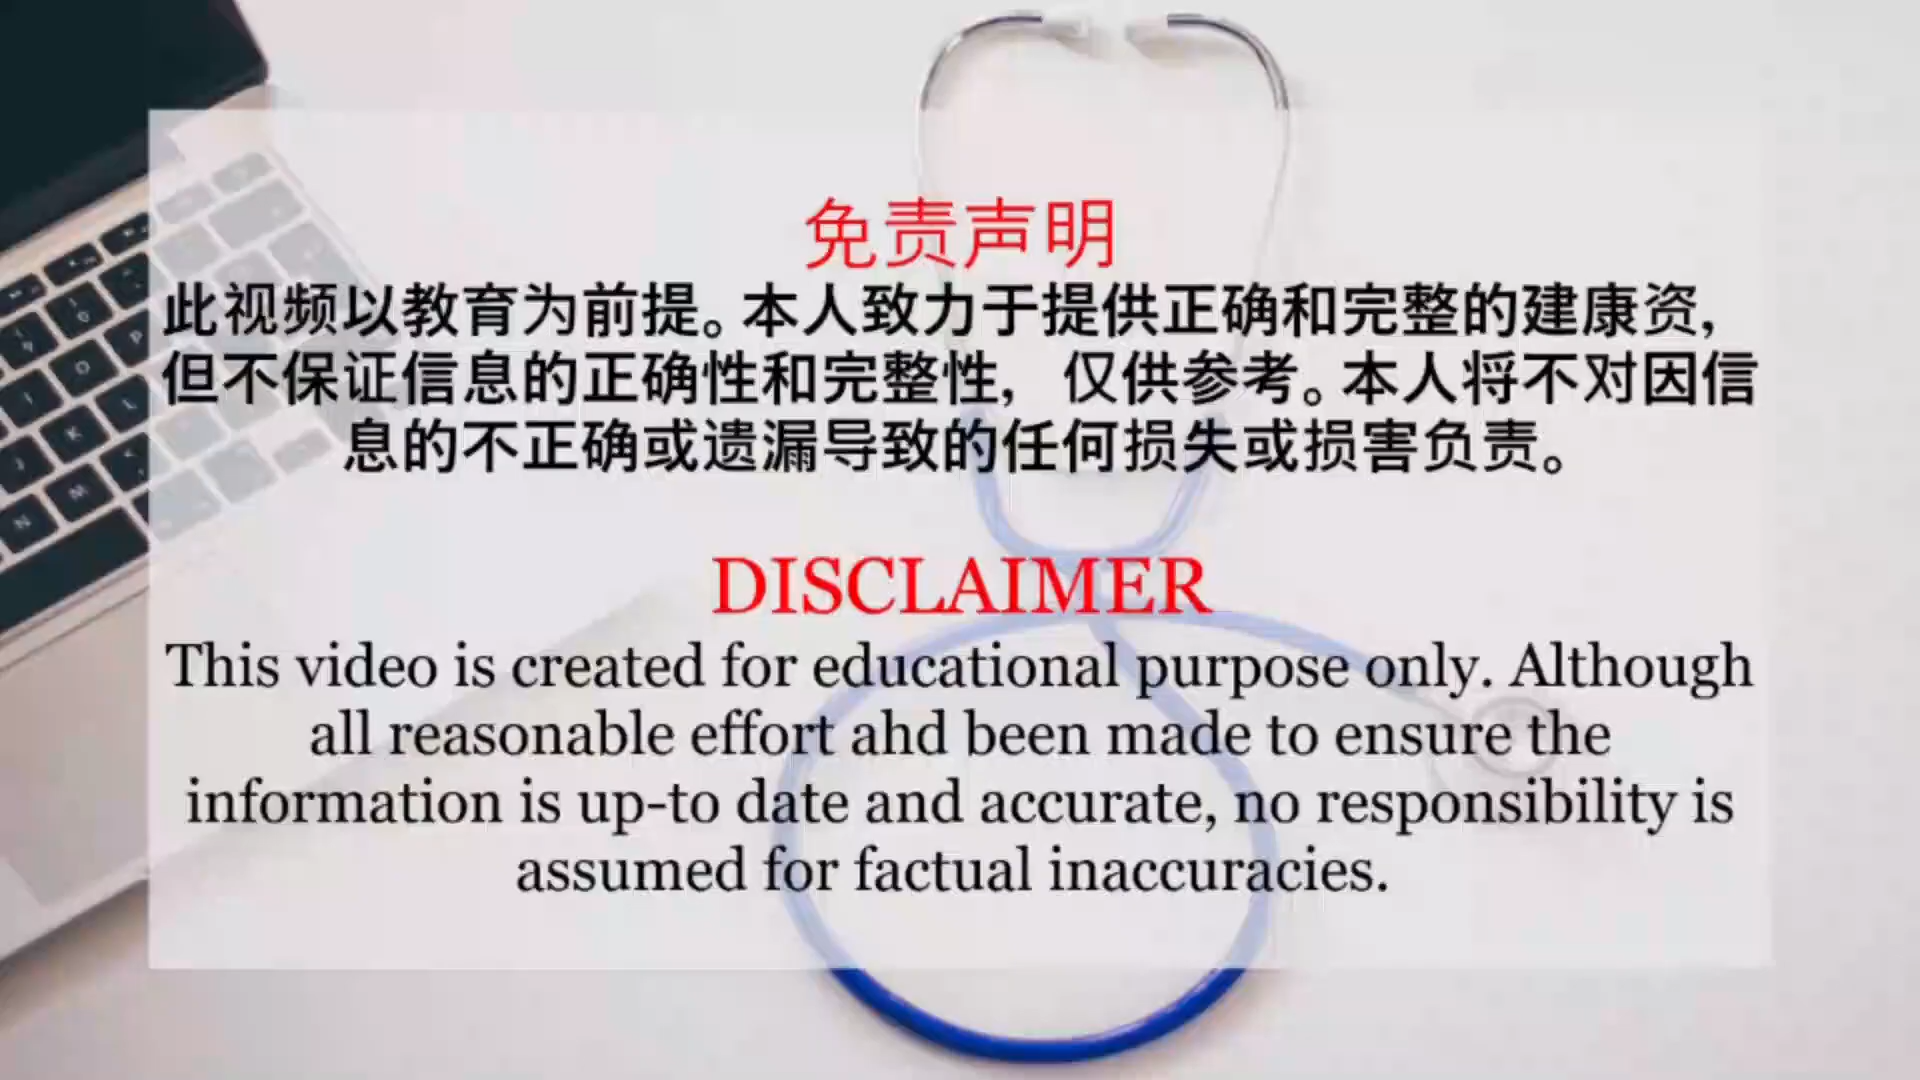 免责声明
此视频以教育为前提。本人致力于提供正确和完整的建康资，
但不保证信息的正确性和完整性，仅供参考。本人将不对因信
息的不正确或遗漏导致的任何损失或损害负责。
DISCLAIMER
This video is created for educational purpose only. Although
all reasonable effort ahd been made to ensure the
information is up-to date and accurate, no responsibility is
assumed for factual inaccuracies.